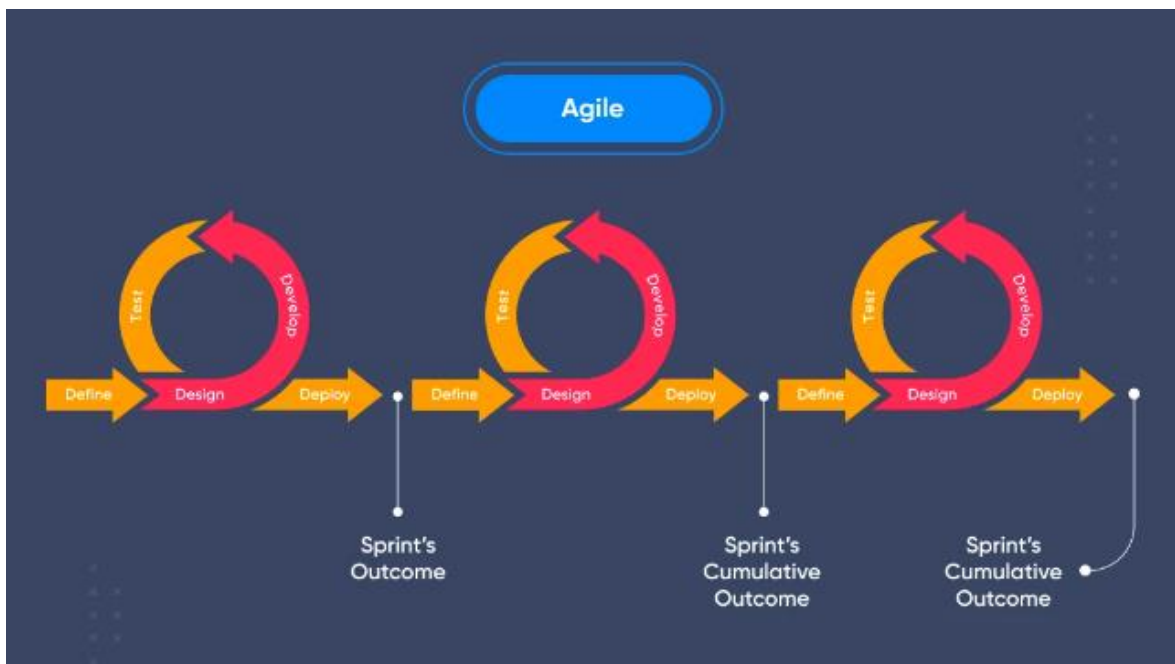 Agile
Test
Develop
Define
Design
Deploy
Test
Develop
Define
Design
Deploy
Test
Develop
Define
Design
Deploy
Sprint's
Outcome
Sprint's
Cumulative
Outcome
Sprint's
Cumulative
Outcome